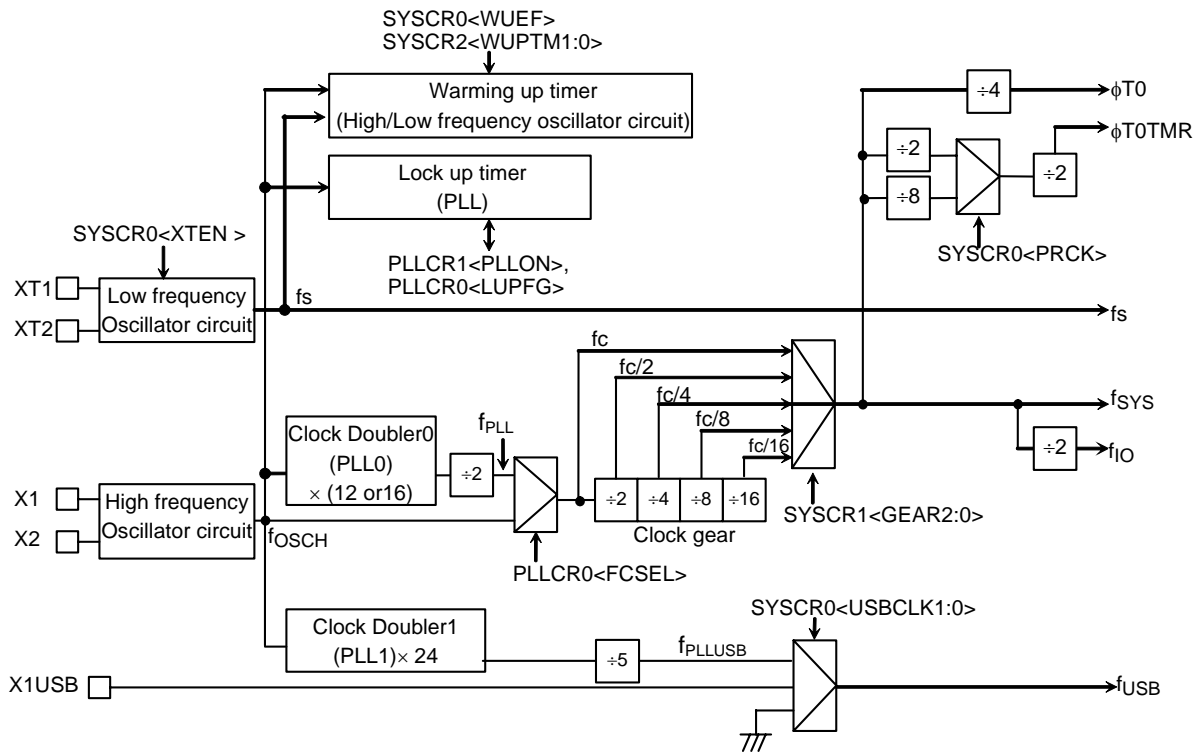 SYSCR0<WUEF>
SYSCR2<WUPTM1:0>
Warming up timer
(High/Low frequency oscillator circuit)
÷4
ϕT0
ϕT0TMR
÷2
÷8
÷2
Lock up timer
(PLL)
SYSCR0<XTEN >
PLLCR1<PLLON>,
PLLCR0<LUPFG>
SYSCR0<PRCK>
XT1
XT2
Low frequency
Oscillator circuit
fs
fs
fc
fc/2
fc/4
fc/8
fc/16
fSYS
÷2
fIO
Clock Doubler0
(PLL0)
× (12 or16)
÷2
fPLL
÷2
÷4
÷8
÷16
Clock gear
SYSCR1<GEAR2:0>
X1
X2
High frequency
Oscillator circuit
fOSCH
PLLCR0<FCSEL>
SYSCR0<USBCLK1:0>
Clock Doubler1
(PLL1)× 24
÷5
fPLLUSB
X1USB
fUSB